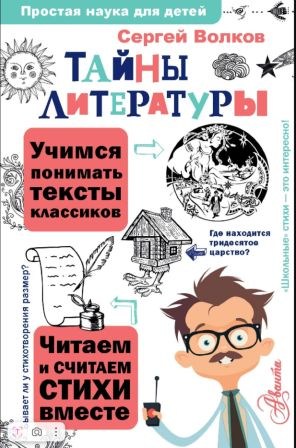 Простая наука для детей
Сергей Волков
ТАЙНЫ
ЛИТЕРАТУРЫ
Учимся
понимать
тексты
классиков
«Школьные» стихи — это интересно!
Где находится
тридесятое
царство?
ывает ли у стихотворения размер?
Читаем
и считаем
стихи
вместе
Аванта